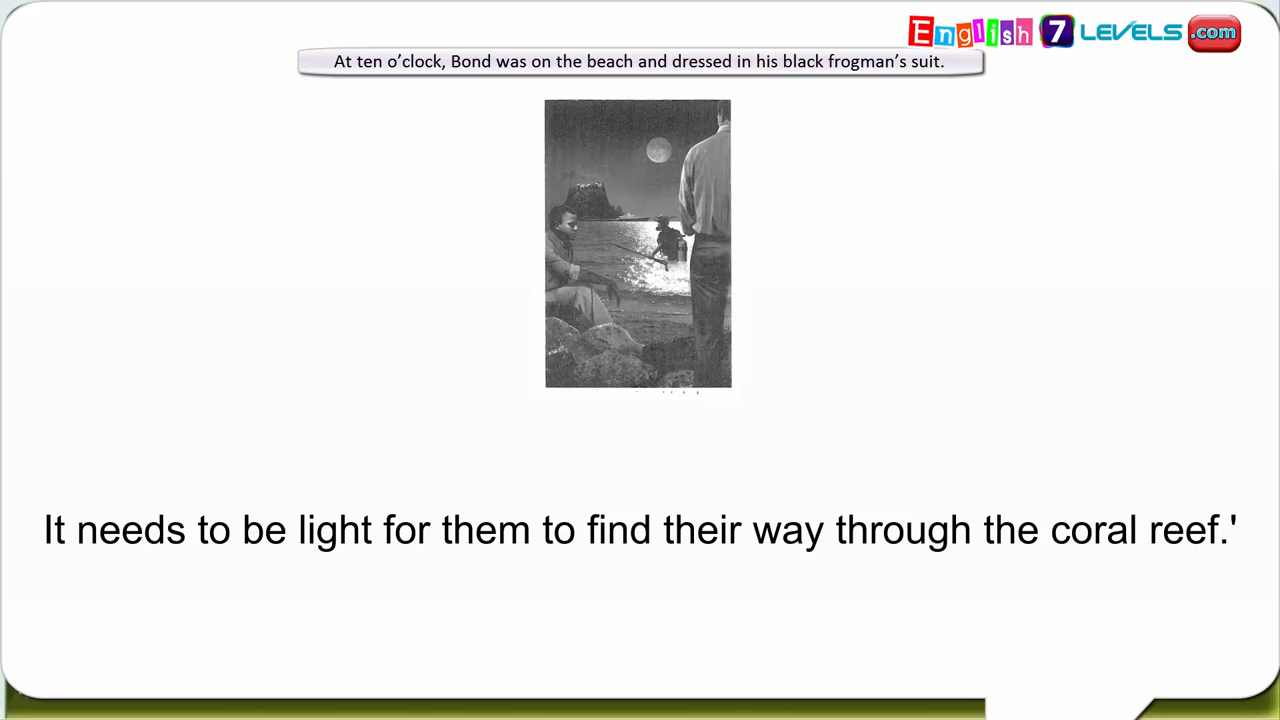 English 7 LEVELS .com
At ten o’clock, Bond was on the beach and dressed in his black frogman’s suit.
It needs to be light for them to find their way through the coral reef.'